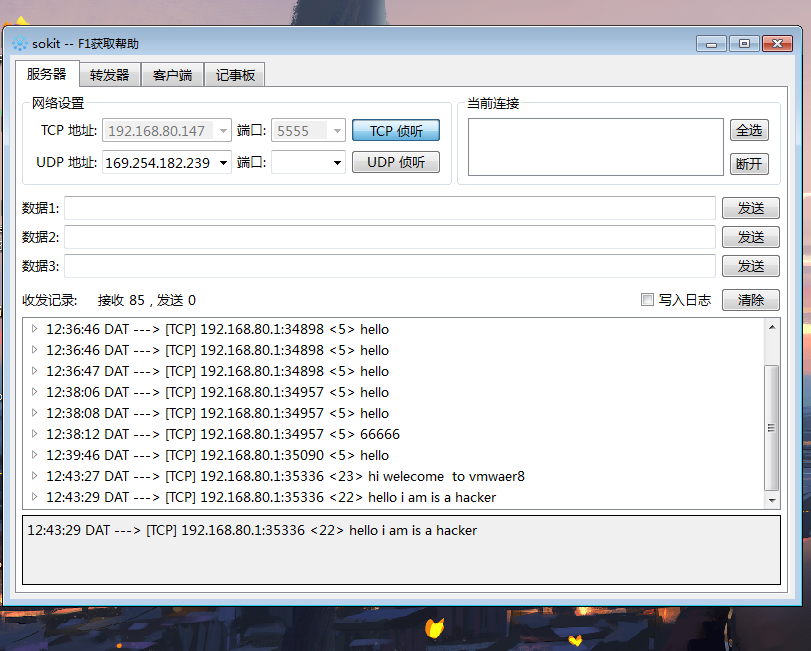 sokit -- F1获取帮助
服务器 转发器 客户端 记事板
网络设置
TCP 地址: 192.168.80.147 端口: 5555 TCP 侦听
UDP 地址: 169.254.182.239 端口: UDP 侦听
当前连接
全选
断开
数据1: 发送
数据2: 发送
数据3: 发送
收发记录: 接收 85 , 发送 0 写入日志 清除
12:36:46 DAT ---> [TCP] 192.168.80.1:34898 <5> hello
12:36:46 DAT ---> [TCP] 192.168.80.1:34898 <5> hello
12:36:47 DAT ---> [TCP] 192.168.80.1:34898 <5> hello
12:38:06 DAT ---> [TCP] 192.168.80.1:34957 <5> hello
12:38:08 DAT ---> [TCP] 192.168.80.1:34957 <5> hello
12:38:12 DAT ---> [TCP] 192.168.80.1:34957 <5> 66666
12:39:46 DAT ---> [TCP] 192.168.80.1:35090 <5> hello
12:43:27 DAT ---> [TCP] 192.168.80.1:35336 <23> hi welecome  to vmwaer8
12:43:29 DAT ---> [TCP] 192.168.80.1:35336 <22> hello i am is a hacker
12:43:29 DAT ---> [TCP] 192.168.80.1:35336 <22> hello i am is a hacker